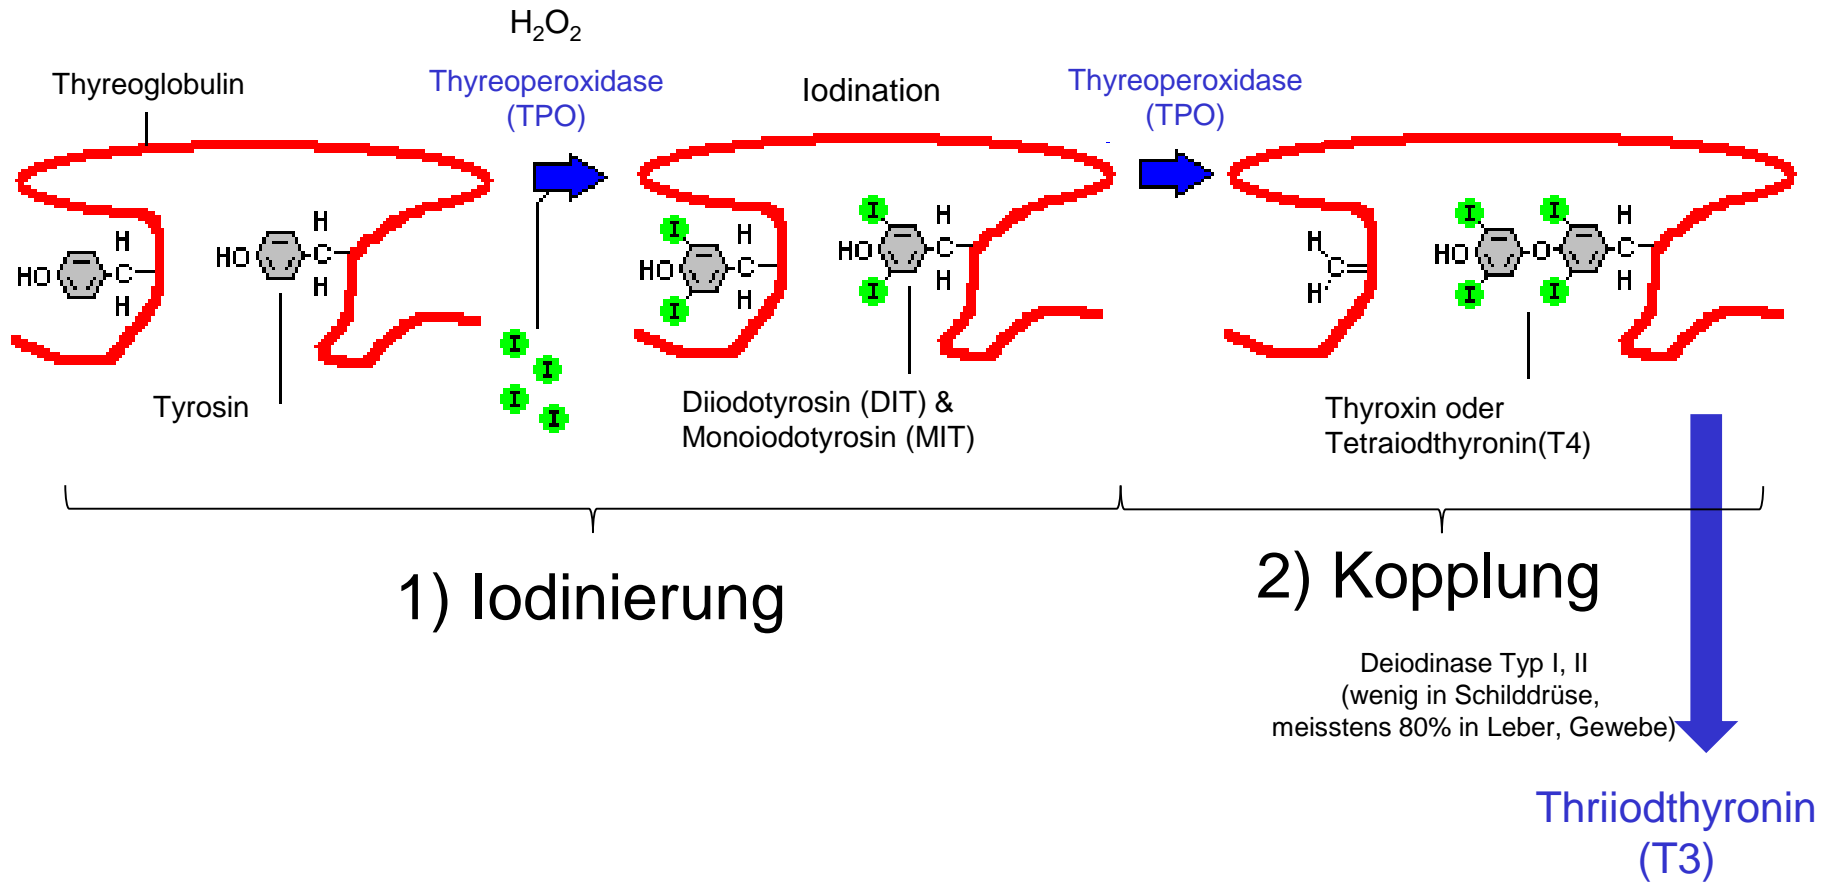 H₂O₂
Thyreoglobulin
Thyreoperoxidase
(TPO)
Iodination
Thyreoperoxidase
(TPO)
H
HO
C
H
H
HO
C
H
I
I
I
I
I
H
HO
C
I
H
I
H
HO
C
I
H
H
C
H
I
I
H
HO
O
C
I
I
H
Tyrosin
Diiodotyrosin (DIT) &
Monoiodotyrosin (MIT)
Thyroxin oder
Tetraiodthyronin(T4)
1) Iodinierung
2) Kopplung
Deiodinase Typ I, II
(wenig in Schilddrüse,
meisstens 80% in Leber, Gewebe)
Thriiodthyronin
(T3)